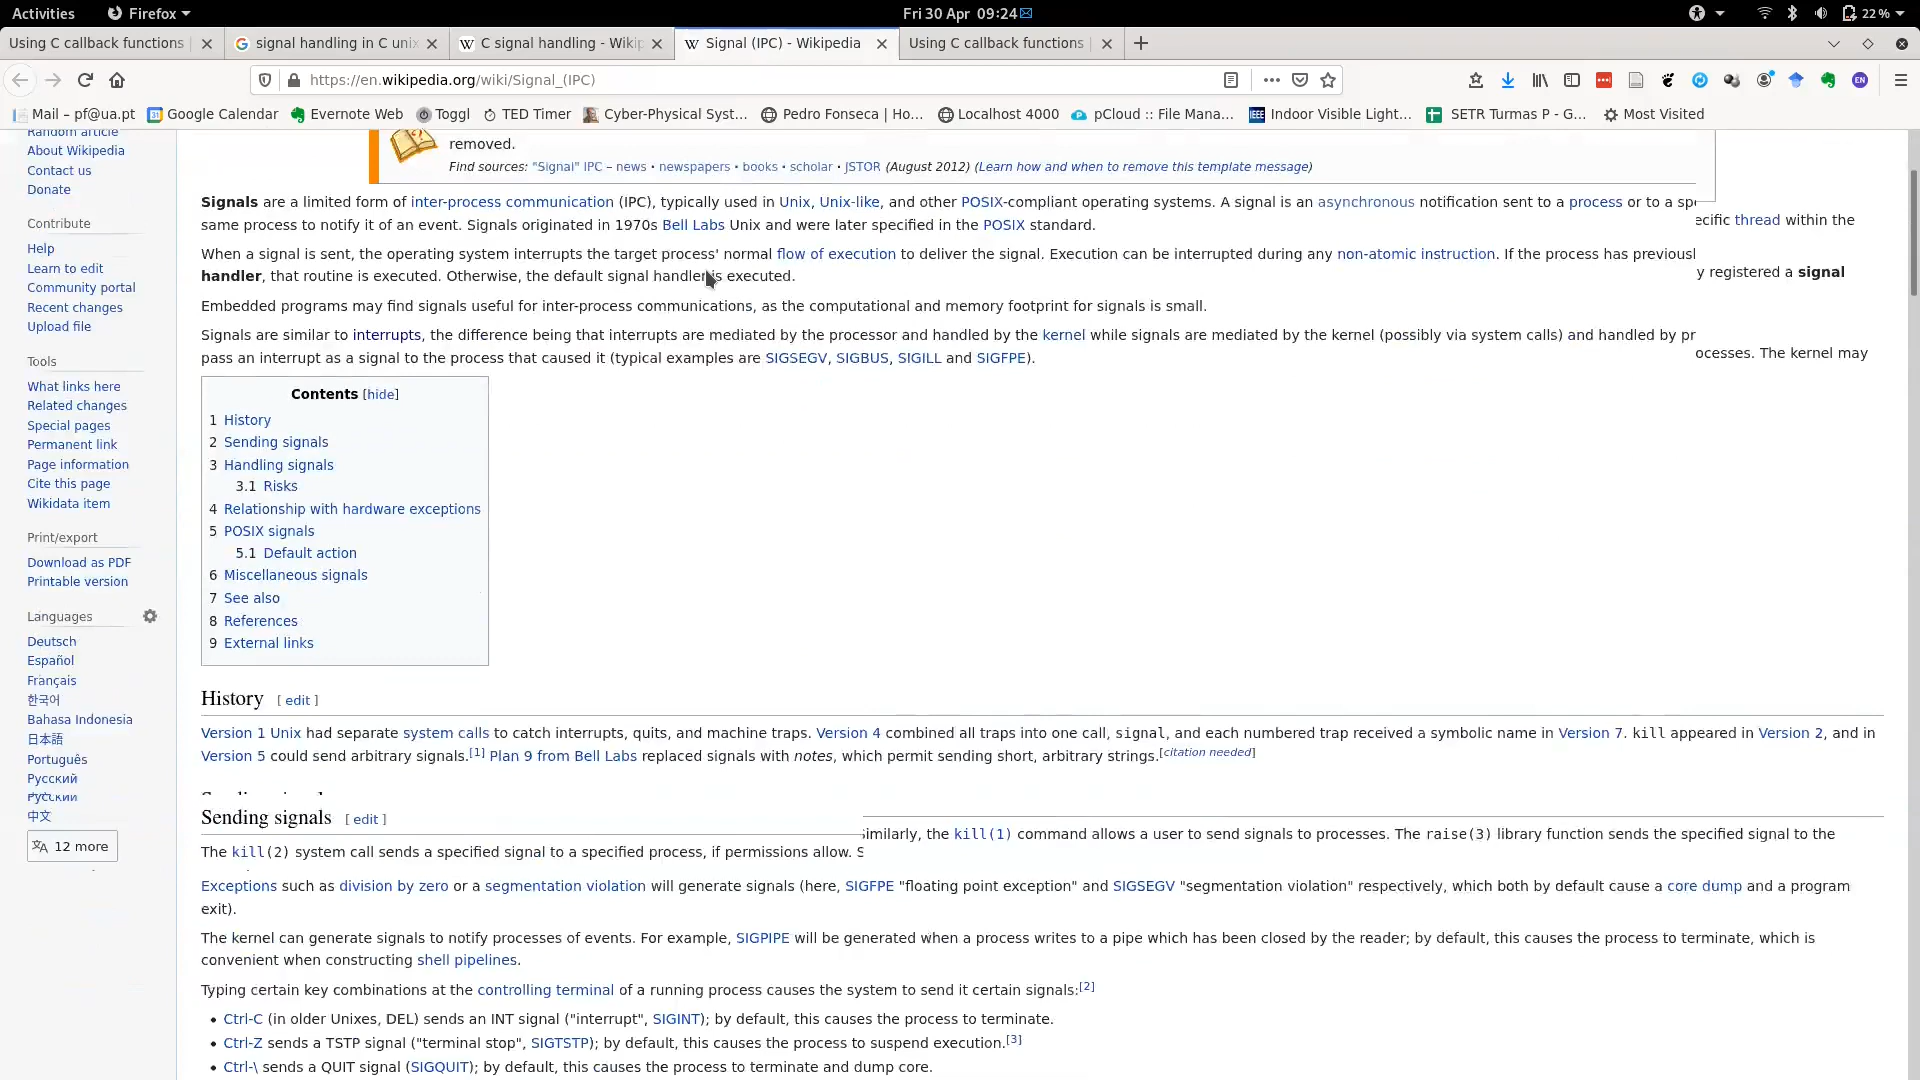 Activities Firefox Fri 30 Apr 09:24 22 %
Using C callback functions signal handling in C unix C signal handling - Wikip Signal (IPC) - Wikipedia Using C callback functions
https://en.wikipedia.org/wiki/Signal_(IPC)
Mail – pf@ua.pt Google Calendar Evernote Web Toggl TED Timer Cyber-Physical Syst... Pedro Fonseca | Ho... Localhost 4000 pCloud :: File Mana... Indoor Visible Light... SETR Turmas P - G... Most Visited
Random article
About Wikipedia
Contact us
Donate
Contribute
Help
Learn to edit
Community portal
Recent changes
Upload file
Tools
What links here
Related changes
Special pages
Permanent link
Page information
Cite this page
Wikidata item
Print/export
Download as PDF
Printable version
Languages
Deutsch
Español
Français
한국어
Bahasa Indonesia
日本語
Português
Русский
Русский
中文
12 more
removed.
Find sources: "Signal" IPC – news · newspapers · books · scholar · JSTOR (August 2012) (Learn how and when to remove this template message)
Signals are a limited form of inter-process communication (IPC), typically used in Unix, Unix-like, and other POSIX-compliant operating systems. A signal is an asynchronous notification sent to a process or to a spe
ecific thread within the
same process to notify it of an event. Signals originated in 1970s Bell Labs Unix and were later specified in the POSIX standard.
When a signal is sent, the operating system interrupts the target process' normal flow of execution to deliver the signal. Execution can be interrupted during any non-atomic instruction. If the process has previousl
y registered a signal
handler, that routine is executed. Otherwise, the default signal handler is executed.
Embedded programs may find signals useful for inter-process communications, as the computational and memory footprint for signals is small.
Signals are similar to interrupts, the difference being that interrupts are mediated by the processor and handled by the kernel while signals are mediated by the kernel (possibly via system calls) and handled by pr
ocesses. The kernel may
pass an interrupt as a signal to the process that caused it (typical examples are SIGSEGV, SIGBUS, SIGILL and SIGFPE).
Contents [hide]
1 History
2 Sending signals
3 Handling signals
3.1 Risks
4 Relationship with hardware exceptions
5 POSIX signals
5.1 Default action
6 Miscellaneous signals
7 See also
8 References
9 External links
History [ edit ]
Version 1 Unix had separate system calls to catch interrupts, quits, and machine traps. Version 4 combined all traps into one call, signal, and each numbered trap received a symbolic name in Version 7. kill appeared in Version 2, and in
Version 5 could send arbitrary signals.[1] Plan 9 from Bell Labs replaced signals with notes, which permit sending short, arbitrary strings.[citation needed]
Sending signals [ edit ]
Similarly, the kill(1) command allows a user to send signals to processes. The raise(3) library function sends the specified signal to the
The kill(2) system call sends a specified signal to a specified process, if permissions allow. S
Exceptions such as division by zero or a segmentation violation will generate signals (here, SIGFPE "floating point exception" and SIGSEGV "segmentation violation" respectively, which both by default cause a core dump and a program
exit).
The kernel can generate signals to notify processes of events. For example, SIGPIPE will be generated when a process writes to a pipe which has been closed by the reader; by default, this causes the process to terminate, which is
convenient when constructing shell pipelines.
Typing certain key combinations at the controlling terminal of a running process causes the system to send it certain signals:[2]
• Ctrl-C (in older Unixes, DEL) sends an INT signal ("interrupt", SIGINT); by default, this causes the process to terminate.
• Ctrl-Z sends a TSTP signal ("terminal stop", SIGTSTP); by default, this causes the process to suspend execution.[3]
• Ctrl-\ sends a QUIT signal (SIGQUIT); by default, this causes the process to terminate and dump core.